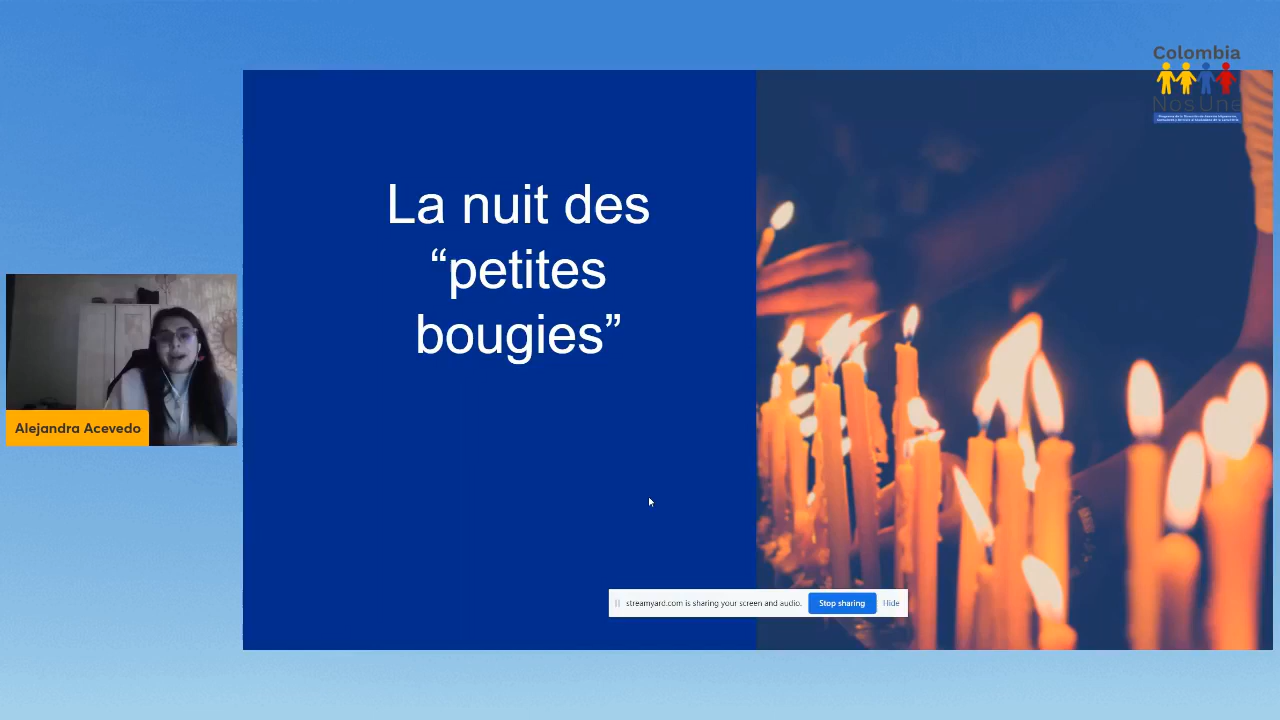 Colombia
Nos Une
La nuit des
“petites
bougies”
Alejandra Acevedo
streamyard.com is sharing your screen and audio.
Stop sharing
Hide